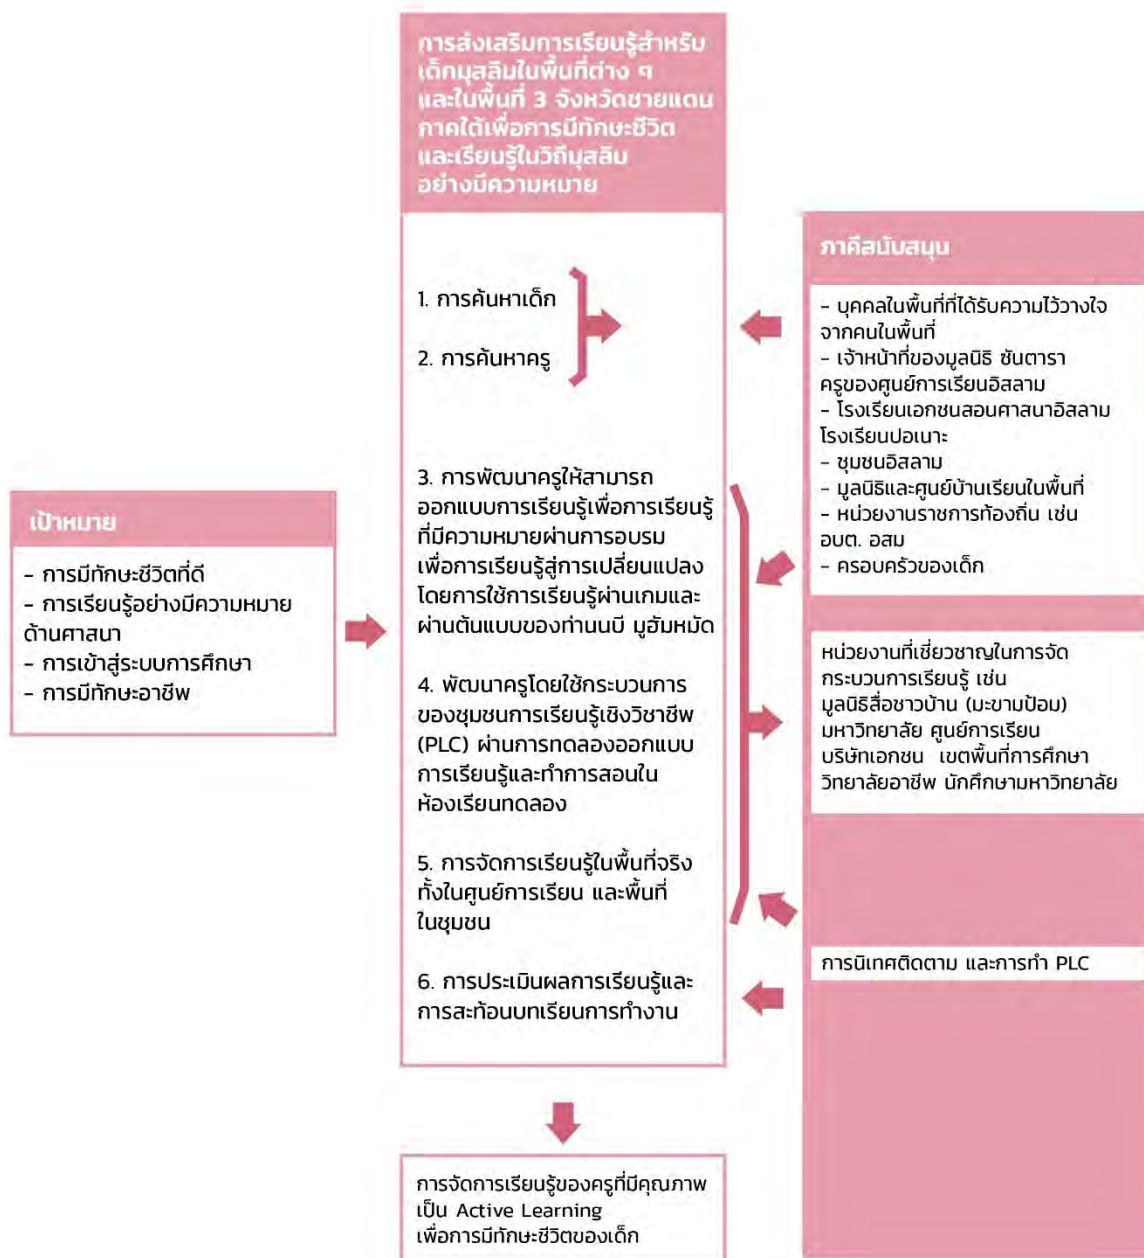 การส่งเสริมการเรียนรู้สำหรับ
เด็กมุสลิมในพื้นที่ต่าง ๆ
และในพื้นที่ 3 จังหวัดชายแดน
ภาคใต้เพื่อการมีทักษะชีวิต
และเรียนรู้ในวิถีมุสลิม
อย่างมีความหมาย
1. การค้นหาเด็ก
2. การค้นหาครู
3. การพัฒนาครูให้สามารถ
ออกแบบการเรียนรู้เพื่อการเรียนรู้
ที่มีความหมายผ่านการอบรม
เพื่อการเรียนรู้สู่การเปลี่ยนแปลง
โดยการใช้การเรียนรู้ผ่านเกมและ
ผ่านต้นแบบของท่านนบี มูฮัมหมัด
4. พัฒนาครูโดยใช้กระบวนการ
ของชุมชนการเรียนรู้เชิงวิชาชีพ
(PLC) ผ่านการทดลองออกแบบ
การเรียนรู้และทำการสอนใน
ห้องเรียนทดลอง
5. การจัดการเรียนรู้ในพื้นที่จริง
ทั้งในศูนย์การเรียน และพื้นที่
ในชุมชน
6. การประเมินผลการเรียนรู้และ
การสะท้อนบทเรียนการทำงาน
เป้าหมาย
- การมีทักษะชีวิตที่ดี
- การเรียนรู้อย่างมีความหมาย
ด้านศาสนา
- การเข้าสู่ระบบการศึกษา
- การมีทักษะอาชีพ
ภาคีสนับสนุน
- บุคคลในพื้นที่ที่ได้รับความไว้วางใจ
จากคนในพื้นที่
- เจ้าหน้าที่ของมูลนิธิ ซันตารา
ครูของศูนย์การเรียนอิสลาม
- โรงเรียนเอกชนสอนศาสนาอิสลาม
โรงเรียนปอเนาะ
- ชุมชนอิสลาม
- มูลนิธิและศูนย์บ้านเรียนในพื้นที่
- หน่วยงานราชการท้องถิ่น เช่น
อบต. อสม
- ครอบครัวของเด็ก
หน่วยงานที่เชี่ยวชาญในการจัด
กระบวนการเรียนรู้ เช่น
มูลนิธิสื่อชาวบ้าน (มะขามป้อม)
มหาวิทยาลัย ศูนย์การเรียน
บริษัทเอกชน เขตพื้นที่การศึกษา
วิทยาลัยอาชีพ นักศึกษามหาวิทยาลัย
การนิเทศติดตาม และการทำ PLC
การจัดการเรียนรู้ของครูที่มีคุณภาพ
เป็น Active Learning
เพื่อการมีทักษะชีวิตของเด็ก